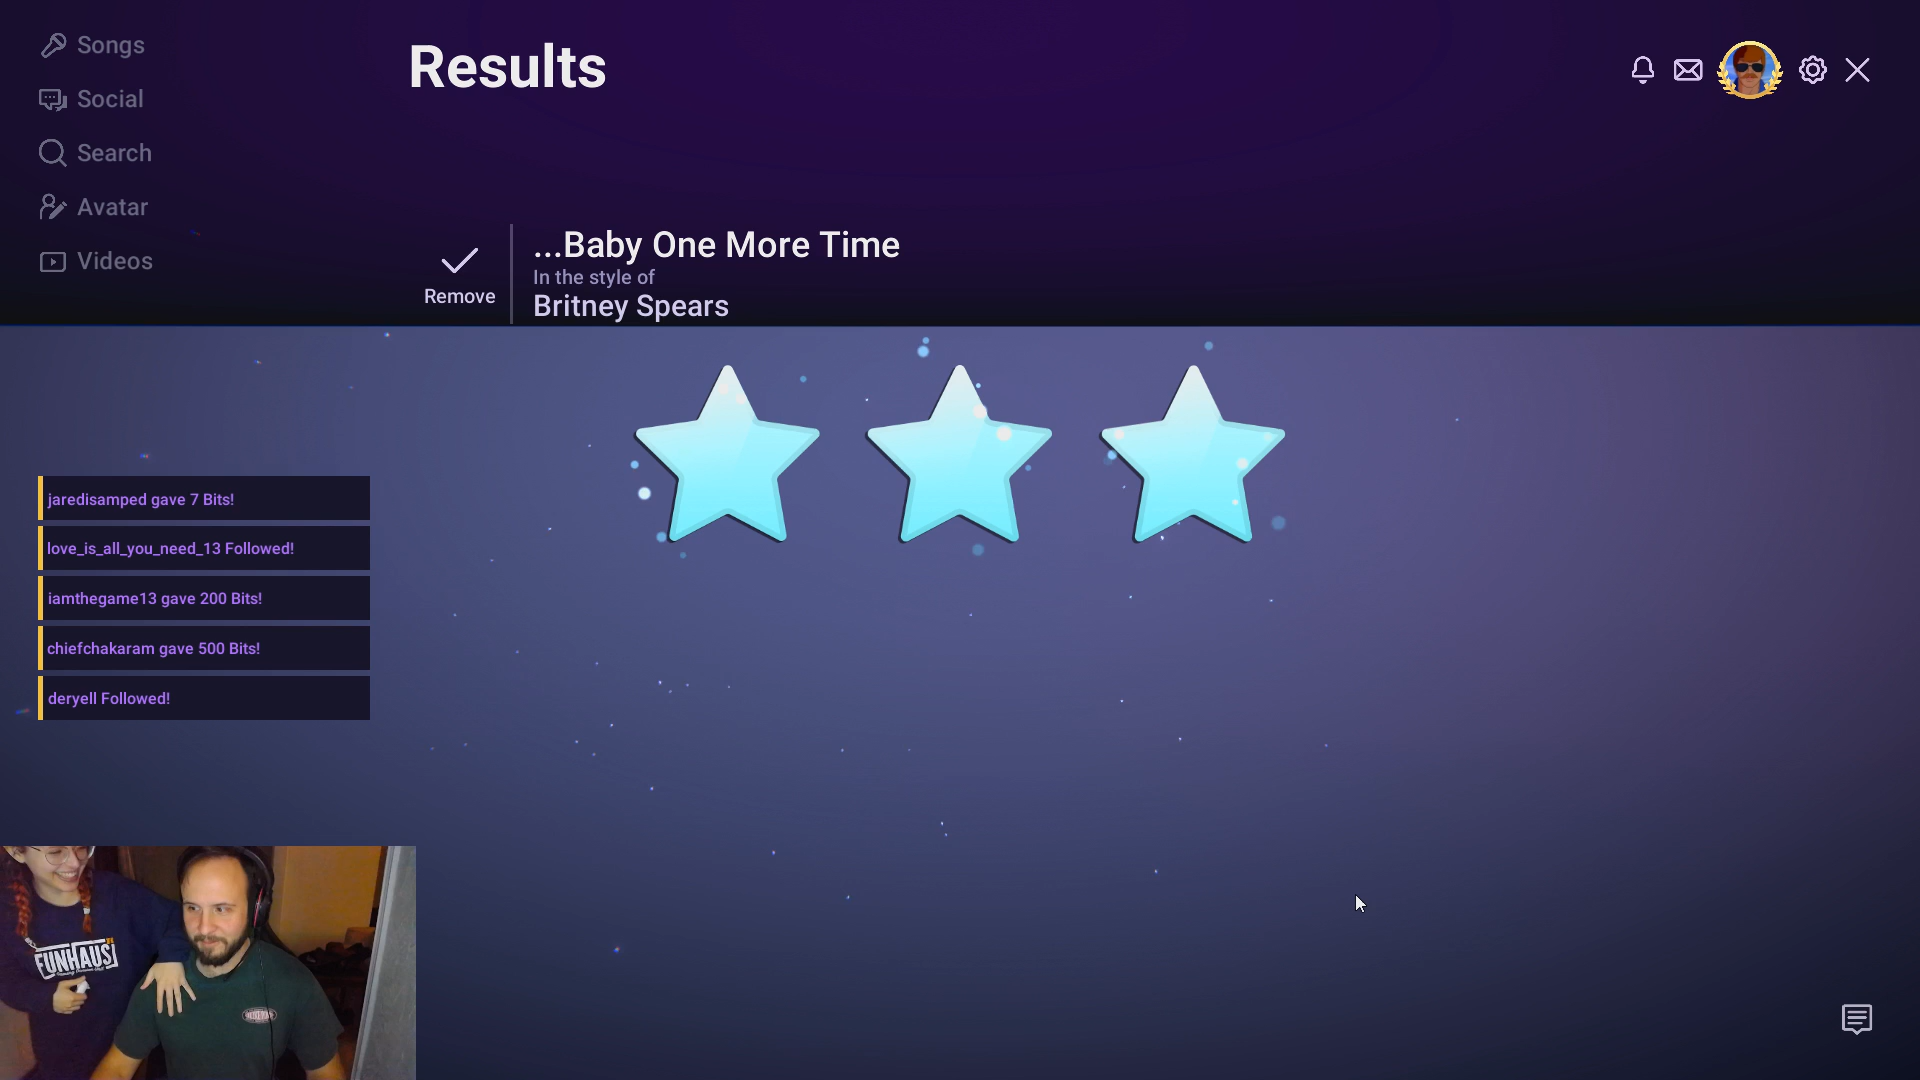 Songs
Social
Search
Avatar
Videos
Results
Remove
...Baby One More Time
In the style of
Britney Spears
jaredisamped gave 7 Bits!
love_is_all_you_need_13 Followed!
iamthegame13 gave 200 Bits!
chiefchakaram gave 500 Bits!
deryell Followed!
FUNHAUS